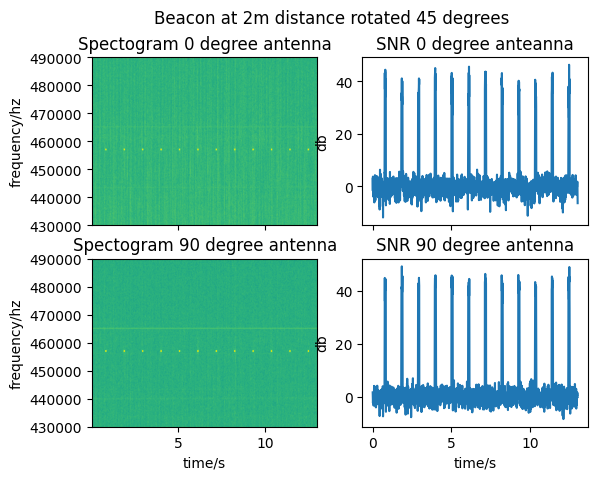 Beacon at 2m distance rotated 45 degrees
Spectogram 0 degree antenna
SNR 0 degree anteanna
490000
480000
470000
460000
450000
440000
430000
frequency/hz
40
20
0
db
Spectogram 90 degree antenna
SNR 90 degree antenna
490000
480000
470000
460000
450000
440000
430000
frequency/hz
5
10
time/s
40
20
0
db
0
5
10
time/s